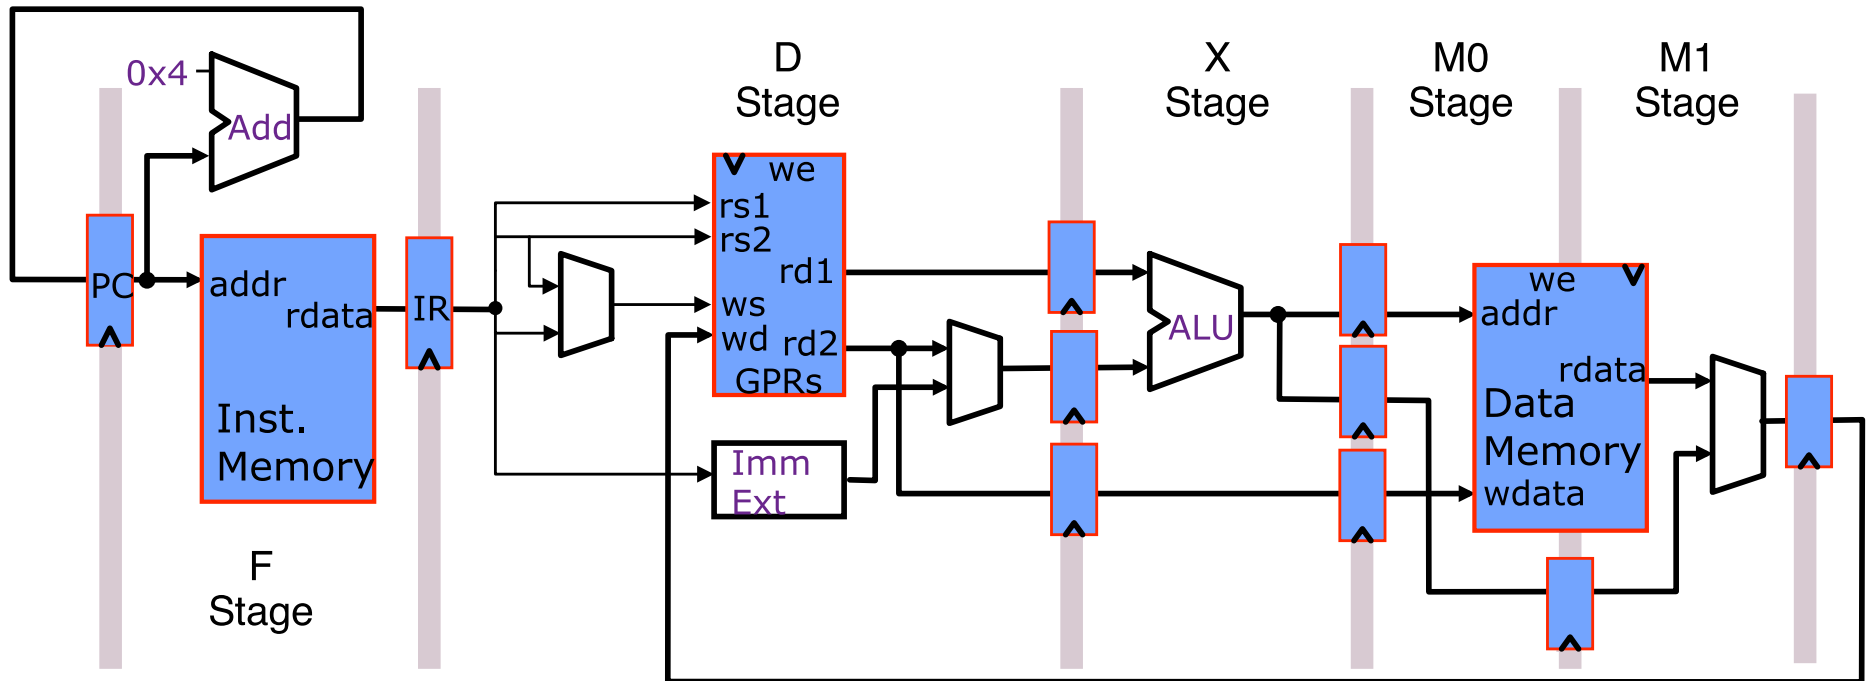 D
Stage
X
Stage
M0
Stage
M1
Stage
0x4
Add
we
rs1
rs2
rd1
ws
wd
rd2
GPRs
PC
addr
rdata
Inst.
Memory
IR
ALU
we
addr
rdata
Data
Memory
wdata
Imm
Ext
F
Stage